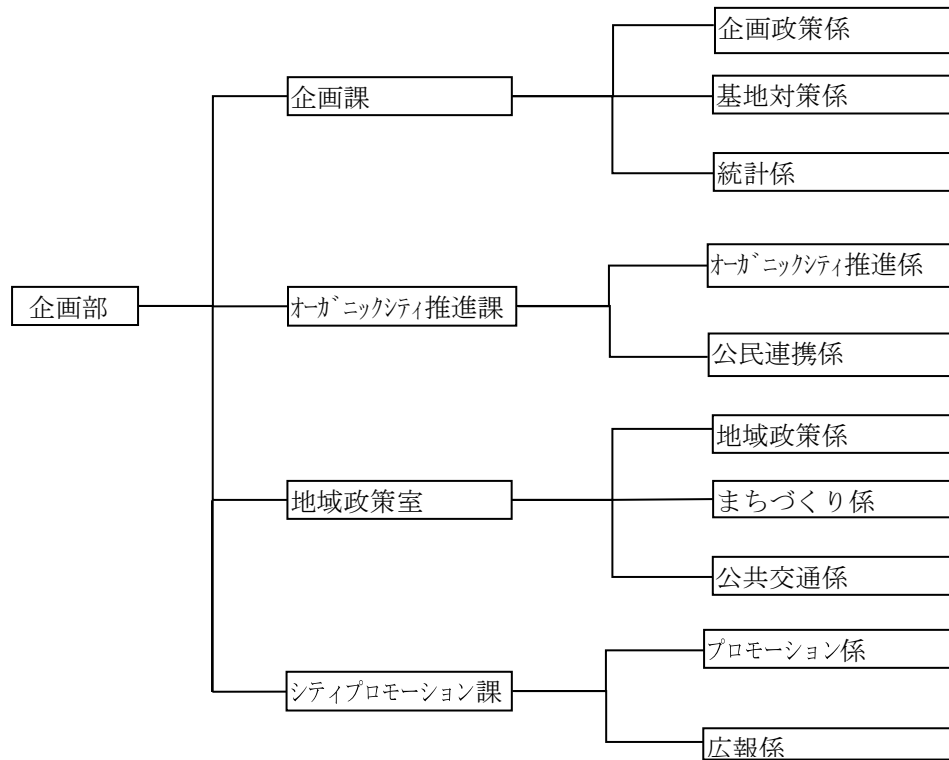 企画部
企画課
企画政策係
基地対策係
統計係
ｵｰｶﾞﾆｯｸｼﾃｨ推進課
ｵｰｶﾞﾆｯｸｼﾃｨ推進係
公民連携係
地域政策室
地域政策係
まちづくり係
公共交通係
シティプロモーション課
プロモーション係
広報係